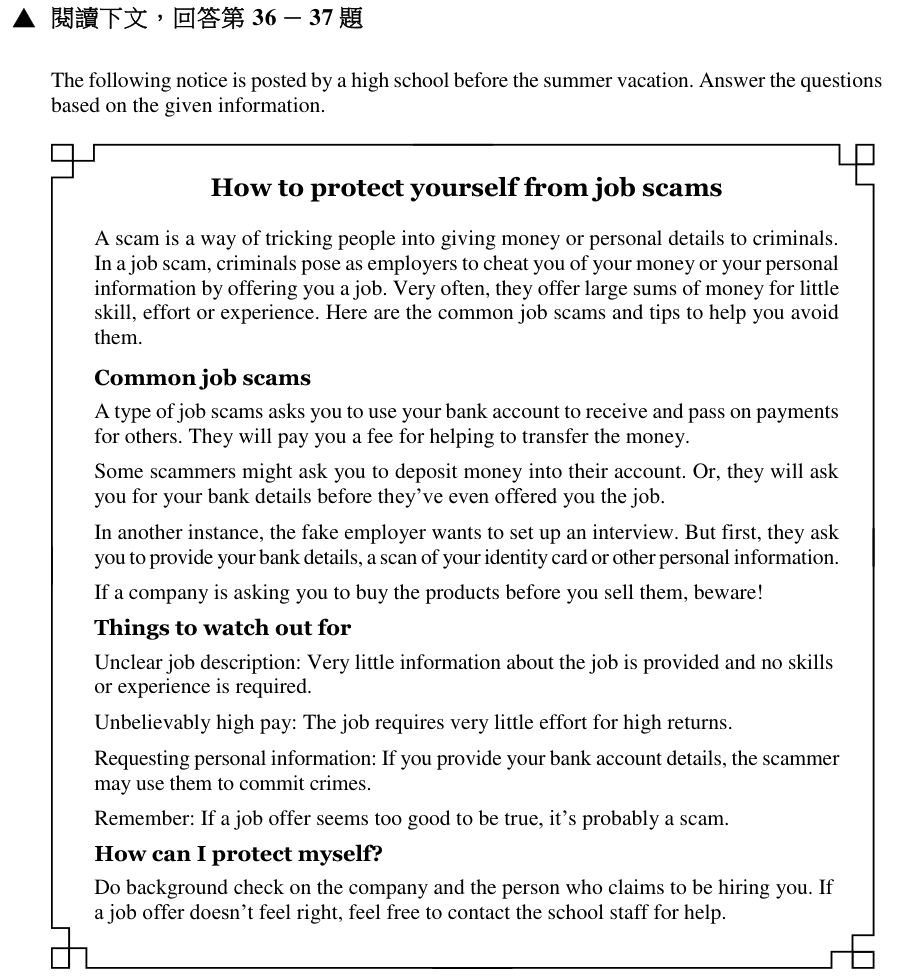 ▲ 閱讀下文，回答第 36 － 37 題
The following notice is posted by a high school before the summer vacation. Answer the questions
based on the given information.
How to protect yourself from job scams
A scam is a way of tricking people into giving money or personal details to criminals.
In a job scam, criminals pose as employers to cheat you of your money or your personal
information by offering you a job. Very often, they offer large sums of money for little
skill, effort or experience. Here are the common job scams and tips to help you avoid
them.
Common job scams
A type of job scams asks you to use your bank account to receive and pass on payments
for others. They will pay you a fee for helping to transfer the money.
Some scammers might ask you to deposit money into their account. Or, they will ask
you for your bank details before they’ve even offered you the job.
In another instance, the fake employer wants to set up an interview. But first, they ask
you to provide your bank details, a scan of your identity card or other personal information.
If a company is asking you to buy the products before you sell them, beware!
Things to watch out for
Unclear job description: Very little information about the job is provided and no skills
or experience is required.
Unbelievably high pay: The job requires very little effort for high returns.
Requesting personal information: If you provide your bank account details, the scammer
may use them to commit crimes.
Remember: If a job offer seems too good to be true, it’s probably a scam.
How can I protect myself?
Do background check on the company and the person who claims to be hiring you. If
a job offer doesn’t feel right, feel free to contact the school staff for help.